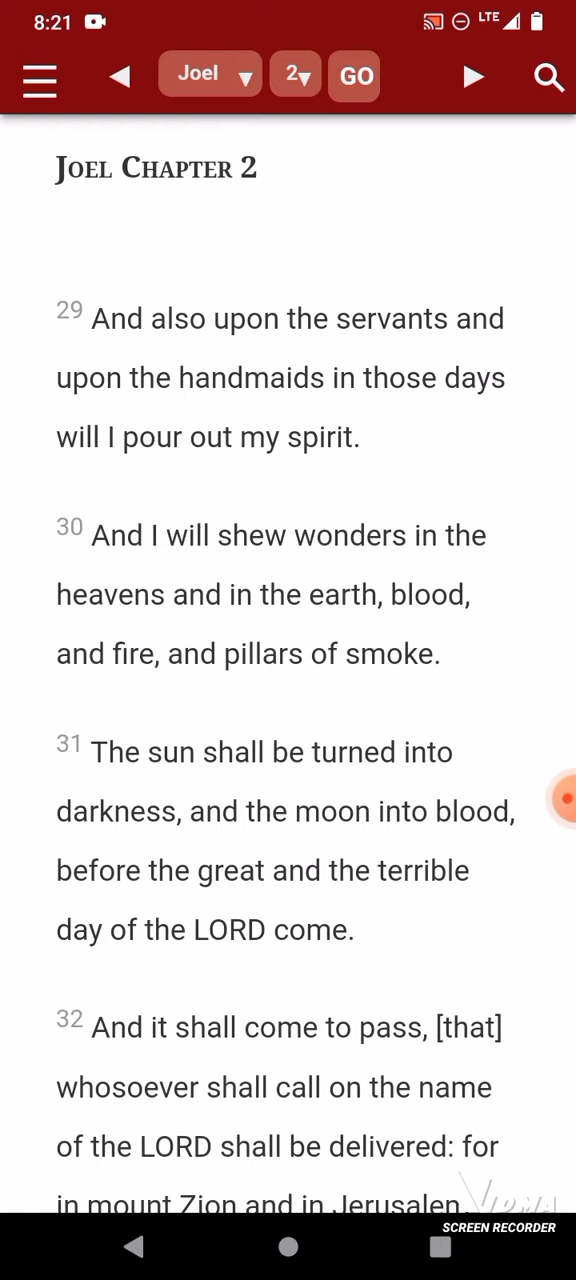 8:21 LTE
Joel 2 GO
JOEL CHAPTER 2
29 And also upon the servants and
upon the handmaids in those days
will I pour out my spirit.
30 And I will shew wonders in the
heavens and in the earth, blood,
and fire, and pillars of smoke.
31 The sun shall be turned into
darkness, and the moon into blood,
before the great and the terrible
day of the LORD come.
32 And it shall come to pass, [that]
whosoever shall call on the name
of the LORD shall be delivered: for
in mount Zion and in Jerusalem
VIDMA
SCREEN RECORDER